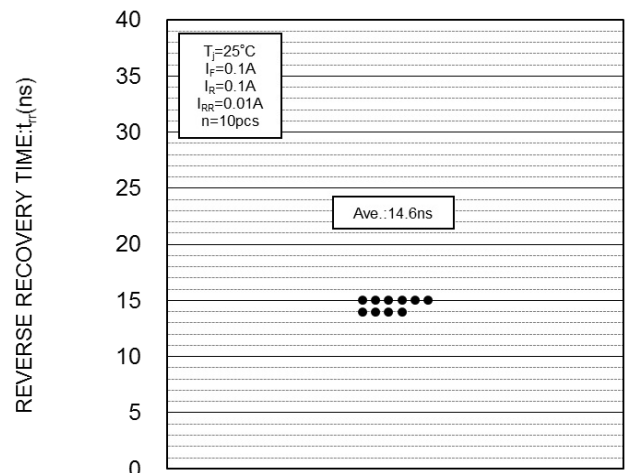 REVERSE RECOVERY TIME:trr(ns)
40
35
30
25
20
15
10
5
0
Tj=25°C
IF=0.1A
IR=0.1A
IRR=0.01A
n=10pcs
Ave.:14.6ns